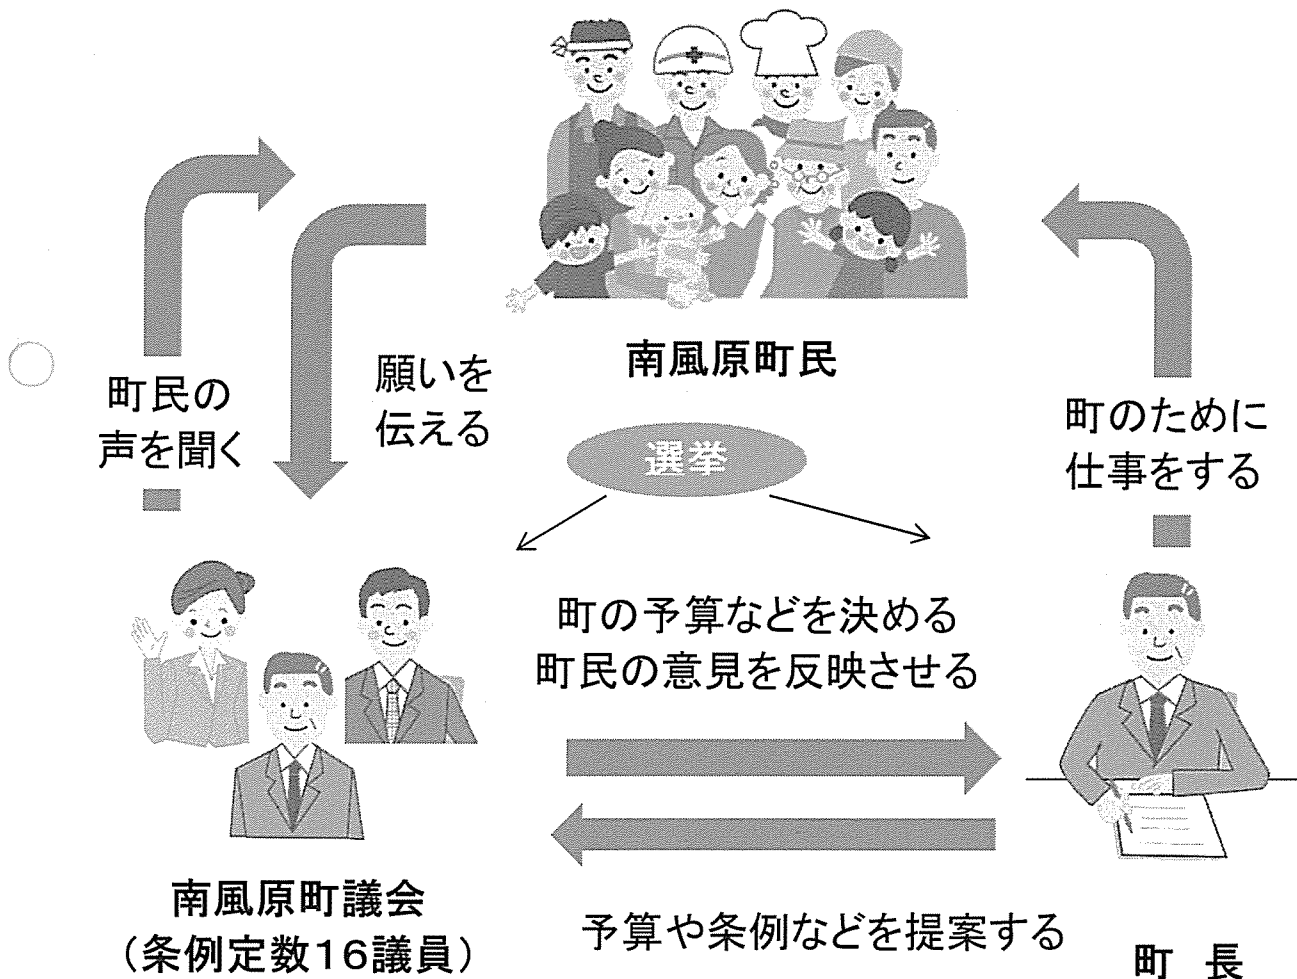 南風原町民
町民の
声を聞く
願いを
伝える
選挙
町のために
仕事をする
町の予算などを決める
町民の意見を反映させる
南風原町議会
(条例定数16議員)
予算や条例などを提案する
町 長